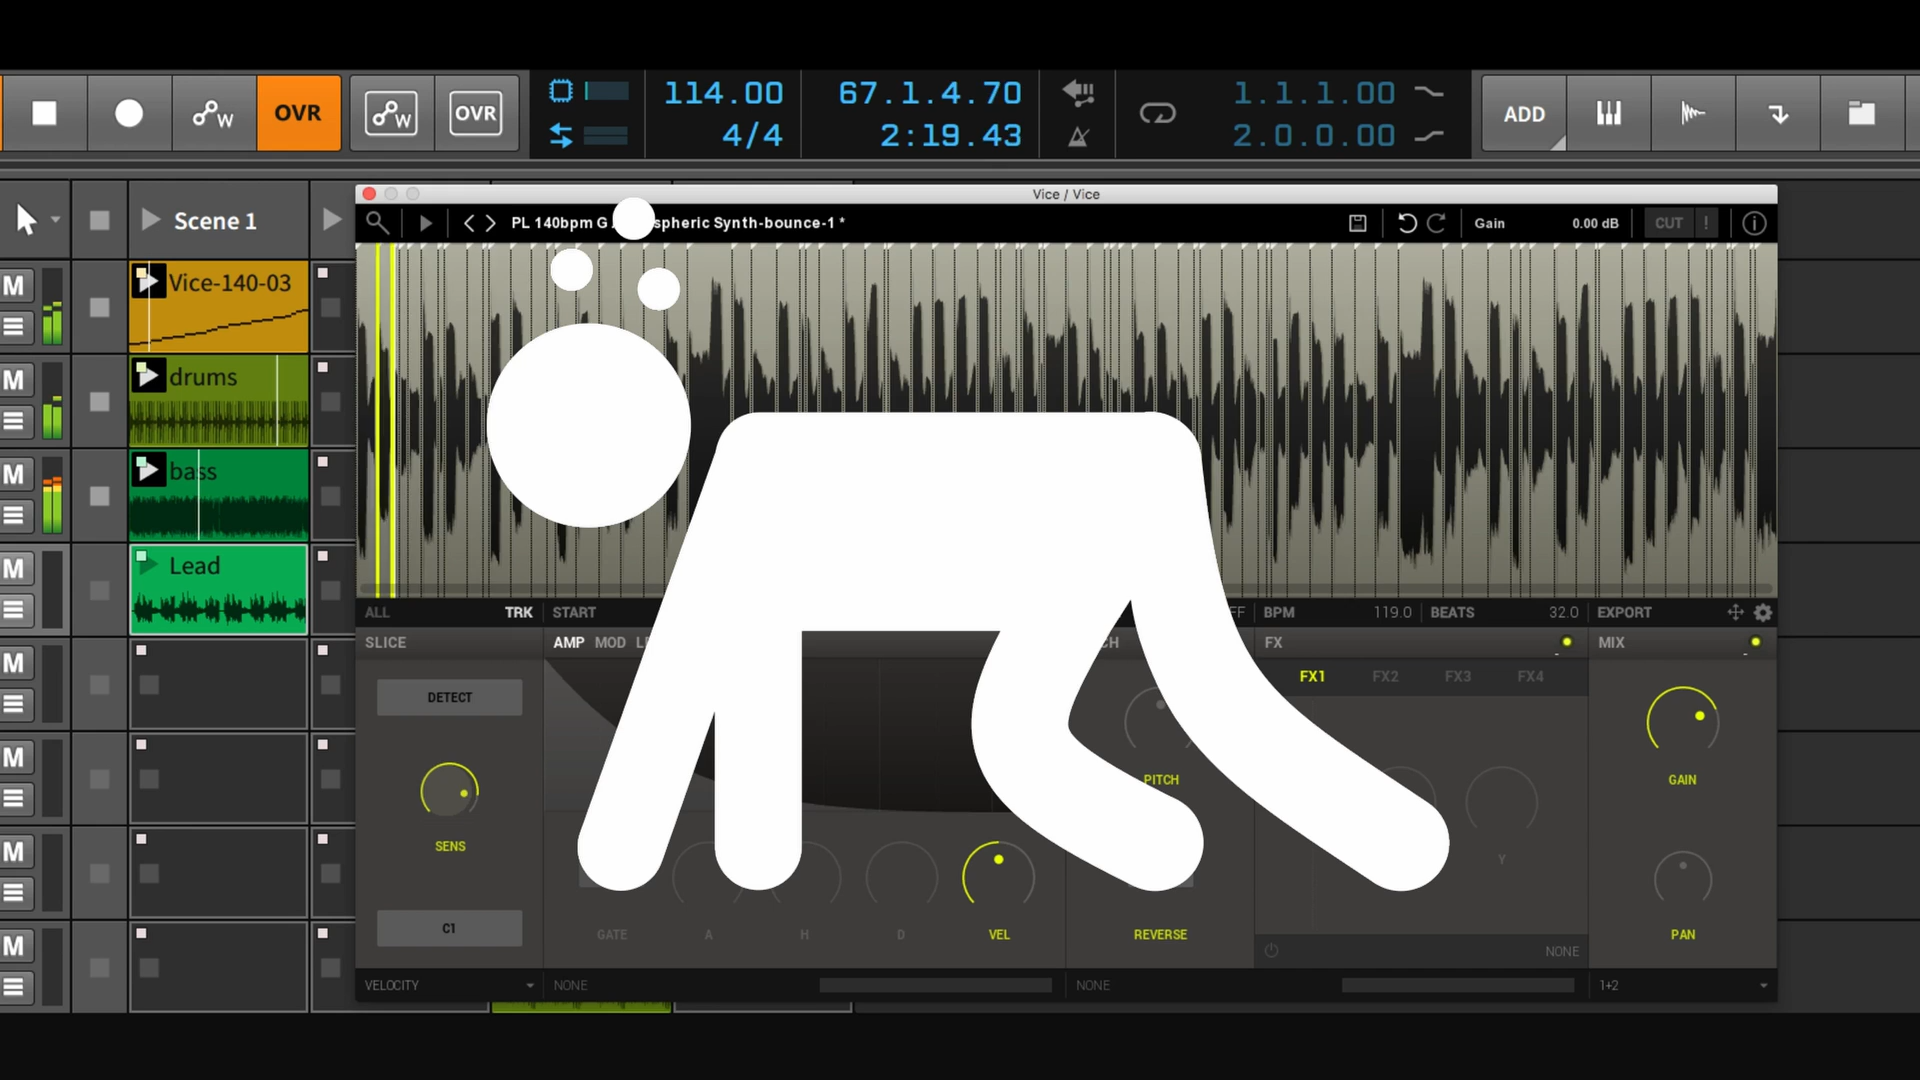 OVR
OVR
114.00
4/4
67.1.4.70
2:19.43
1.1.1.00
2.0.0.00
ADD
Scene 1
Vice / Vice
PL 140bpm G spheric Synth-bounce-1 *
Gain 0.00 dB
CUT !
M
Vice-140-03
M
drums
M
bass
M
Lead
M
M
M
M
ALL TRK START BPM 119.0 BEATS 32.0 EXPORT
SLICE AMP MOD FX MIX
FX1 FX2 FX3 FX4
DETECT
SENS
PITCH
GAIN
Y
C1
GATE A H D VEL
REVERSE
PAN
NONE
VELOCITY NONE NONE 1+2